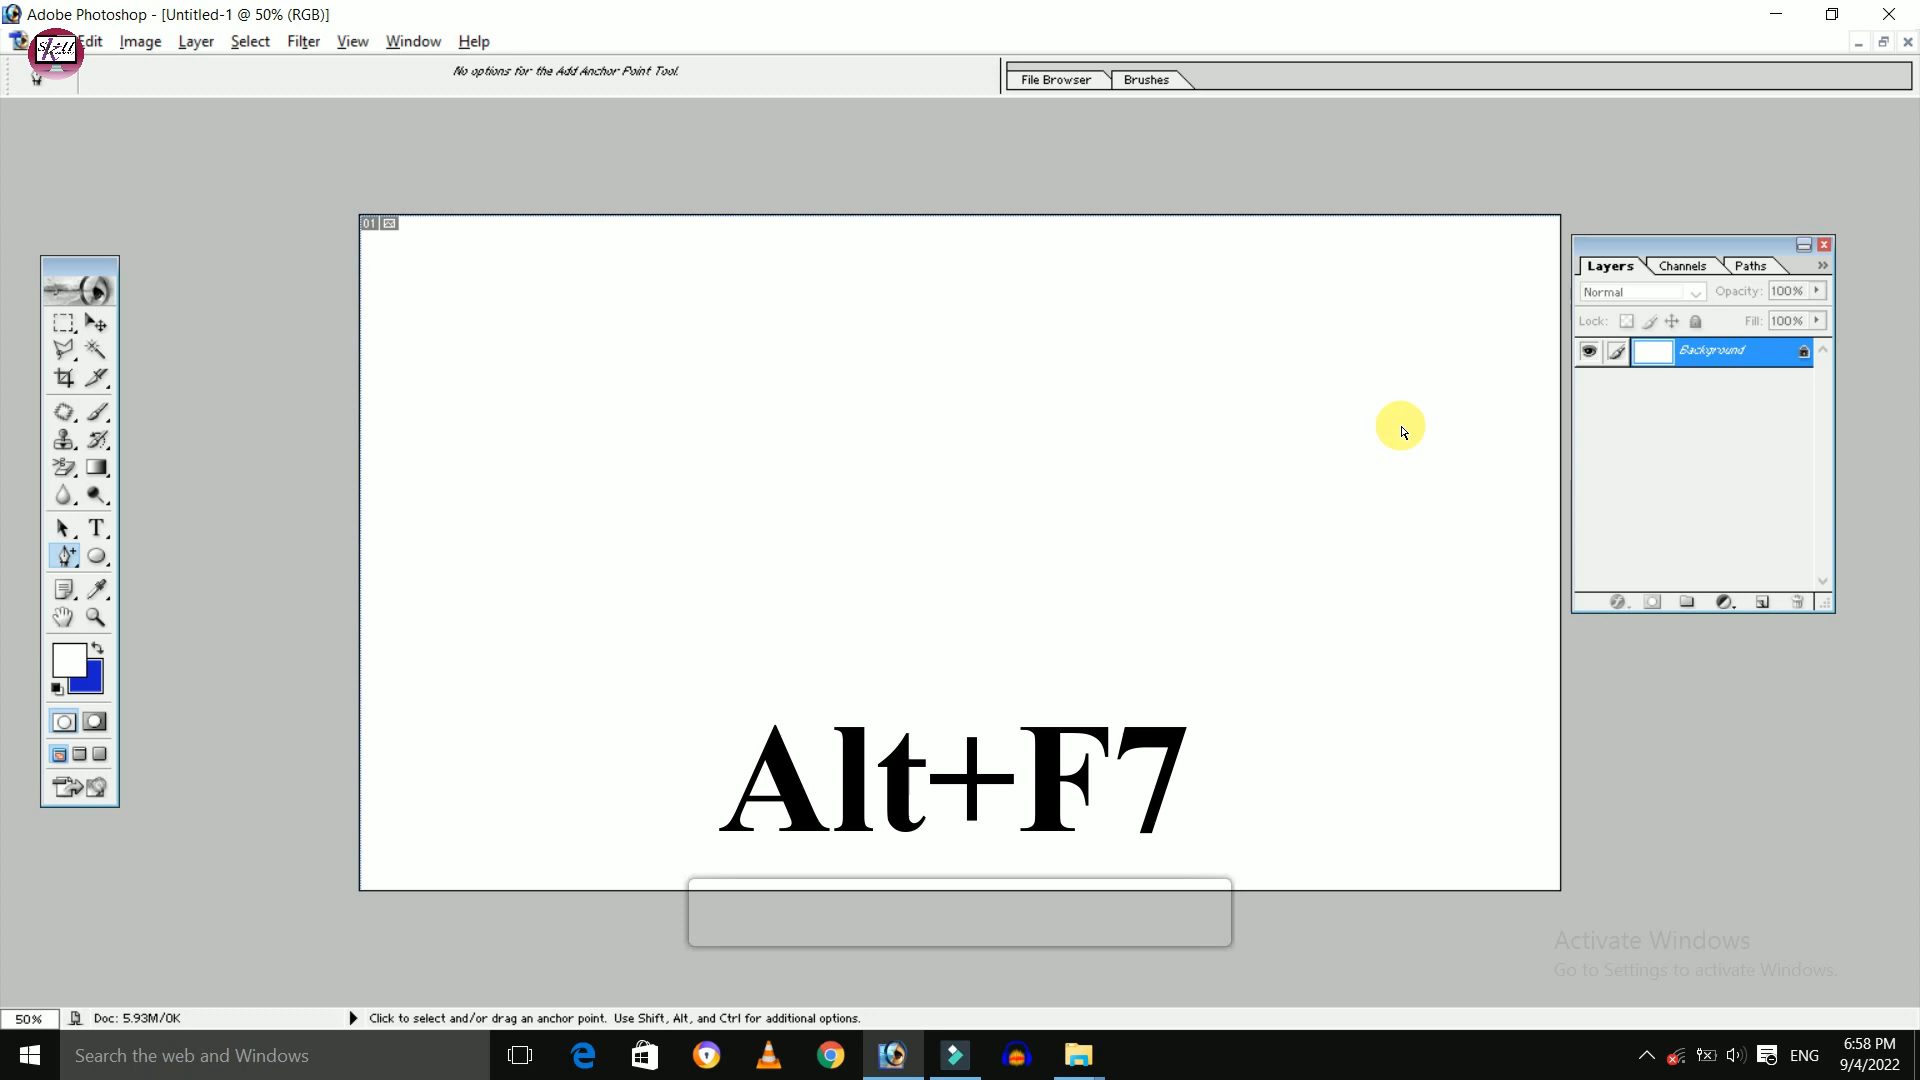 Adobe Photoshop - [Untitled-1 @ 50% (RGB)]
Edit Image Layer Select Filter View Window Help
Skill
No options for the Add Anchor Point Tool.
File Browser Brushes
01
Layers Channels Paths
Normal Opacity: 100%
Lock: Fill: 100%
Background
T
Alt+F7
Activate Windows
Go to Settings to activate Windows.
50% Doc: 5.93M/0K Click to select and/or drag an anchor point. Use Shift, Alt, and Ctrl for additional options.
Search the web and Windows
ENG
6:58 PM
9/4/2022